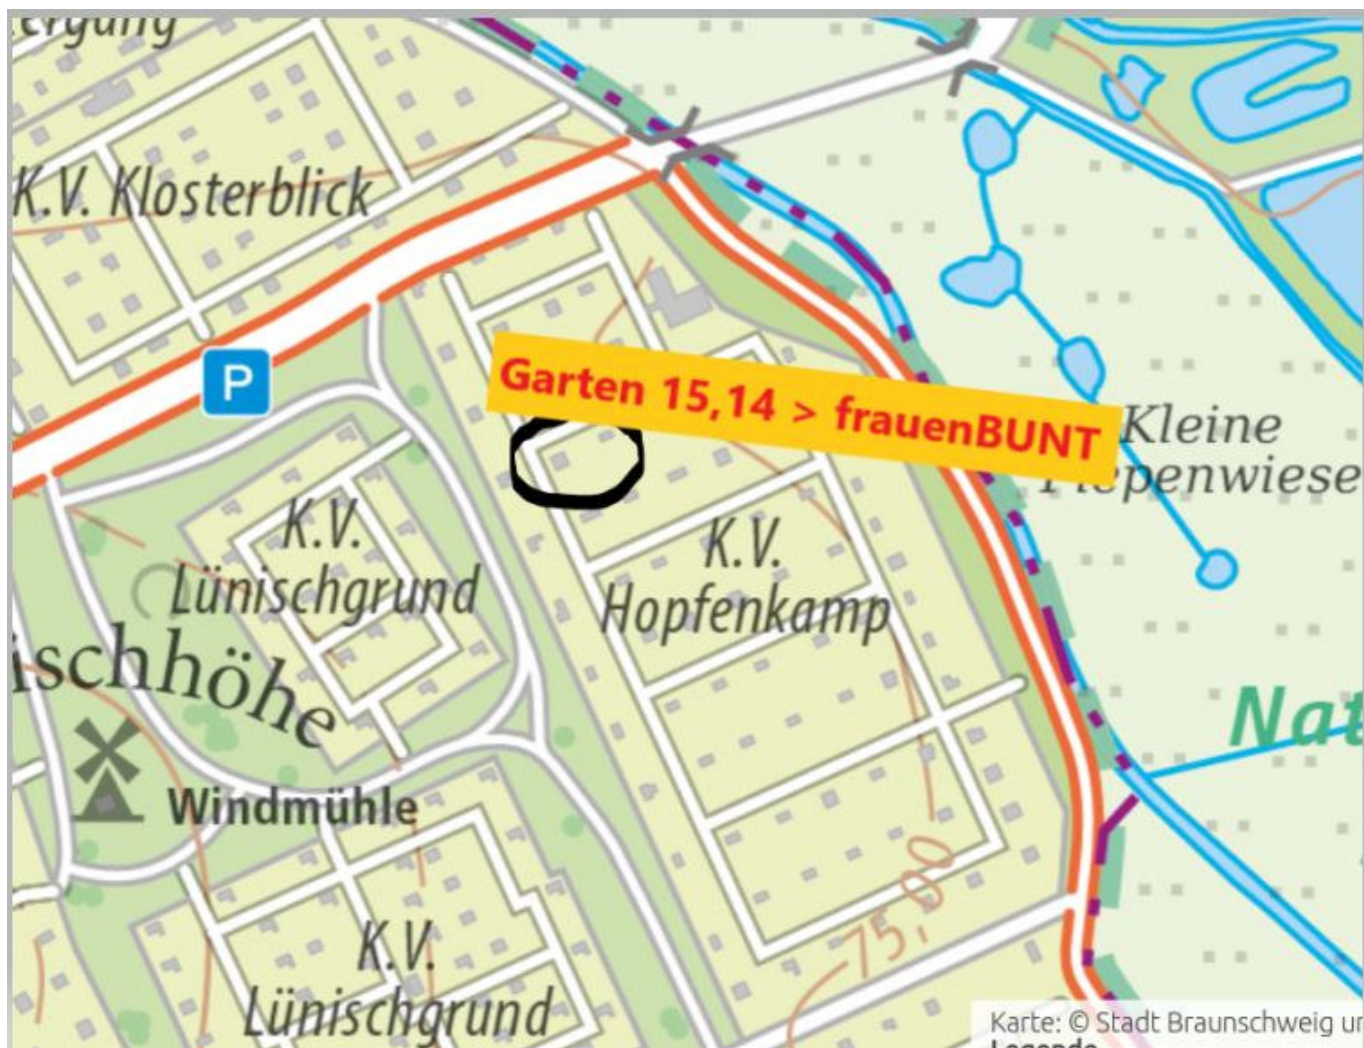 K.V. Klosterblick
P
Garten 15,14 > frauenBUNT
Kleine
K.V.
Lünischgrund
K.V.
Hopfenkamp
Windmühle
75,00
K.V.
Lünischgrund
Karte: © Stadt Braunschweig